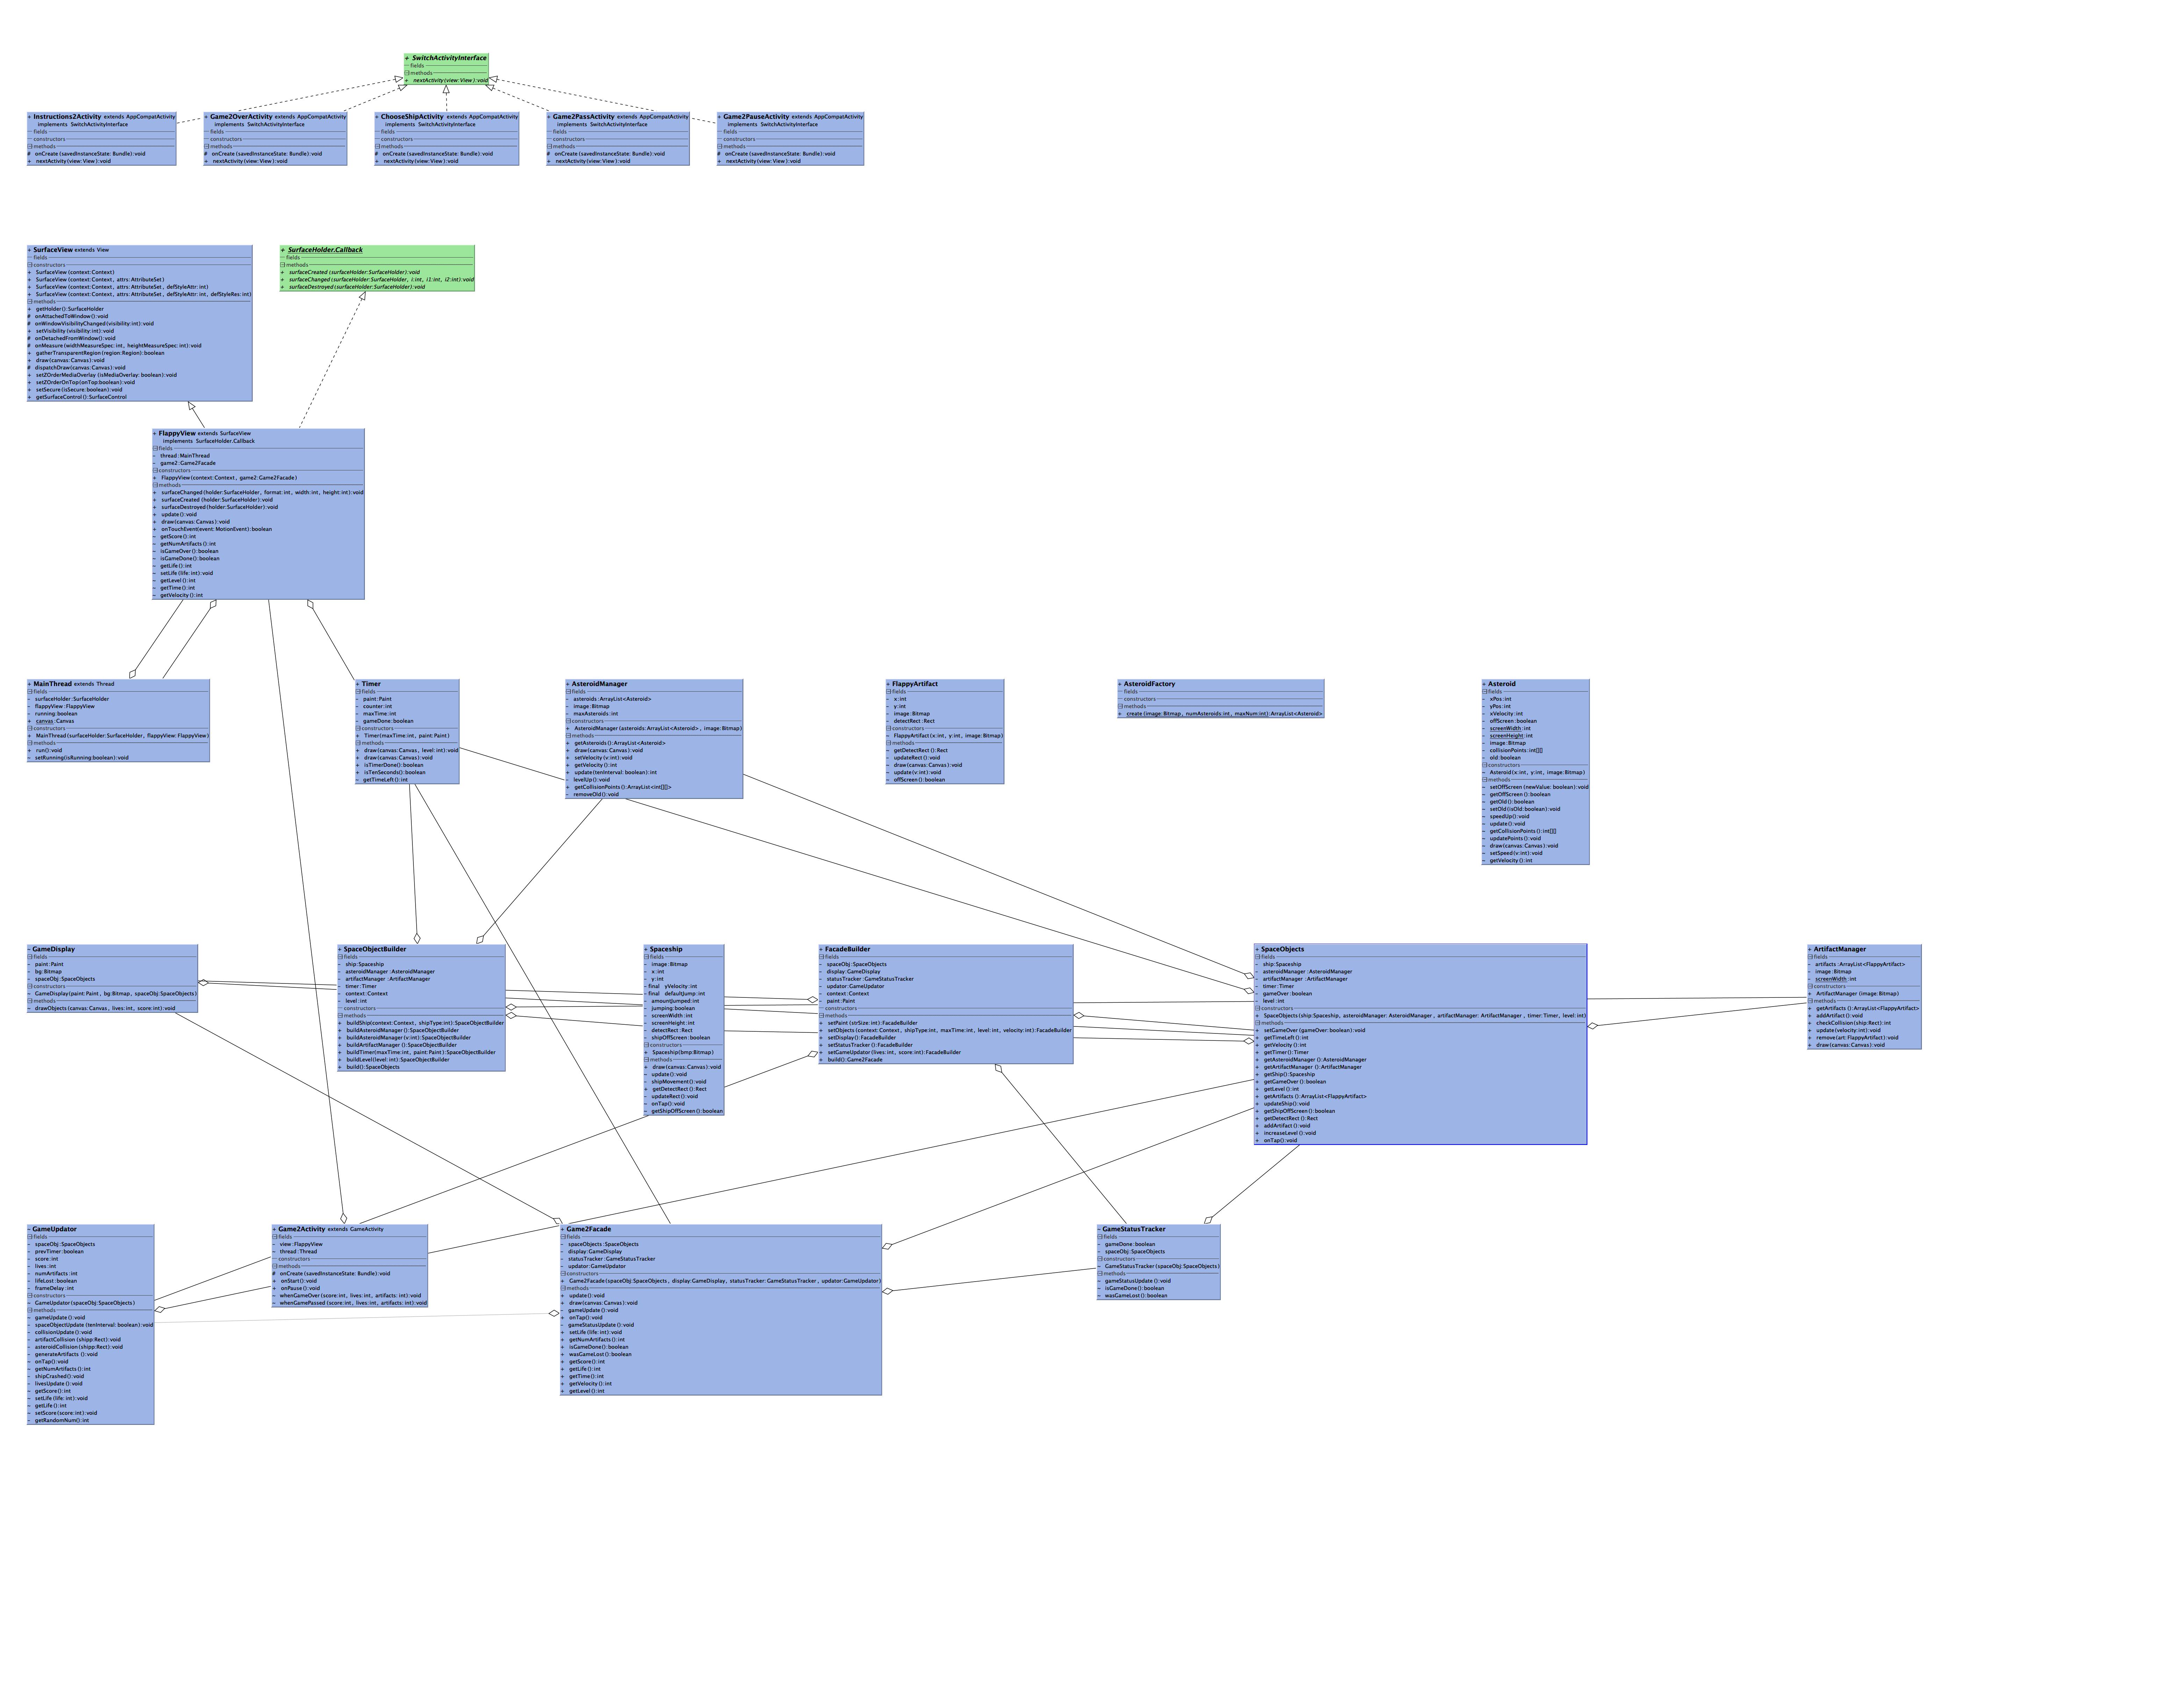 + SwitchActivityInterface
fields
methods
+ nextActivity(view:View):void
+ Instructions2Activity extends AppCompatActivity
implements SwitchActivityInterface
fields
constructors
methods
# onCreate(savedInstanceState: Bundle):void
+ nextActivity(view:View):void
+ Game2OverActivity extends AppCompatActivity
implements SwitchActivityInterface
fields
constructors
methods
# onCreate(savedInstanceState: Bundle):void
+ nextActivity(view:View):void
+ ChooseShipActivity extends AppCompatActivity
implements SwitchActivityInterface
fields
constructors
methods
# onCreate(savedInstanceState: Bundle):void
+ nextActivity(view:View):void
+ Game2PassActivity extends AppCompatActivity
implements SwitchActivityInterface
fields
constructors
methods
# onCreate(savedInstanceState: Bundle):void
+ nextActivity(view:View):void
+ Game2PauseActivity extends AppCompatActivity
implements SwitchActivityInterface
fields
constructors
methods
# onCreate(savedInstanceState: Bundle):void
+ nextActivity(view:View):void
+ SurfaceView extends View
fields
constructors
+ SurfaceView(context:Context)
+ SurfaceView(context:Context, attrs:AttributeSet)
+ SurfaceView(context:Context, attrs:AttributeSet, defStyleAttr:int)
+ SurfaceView(context:Context, attrs:AttributeSet, defStyleAttr:int, defStyleRes:int)
methods
+ getHolder():SurfaceHolder
# onAttachedToWindow():void
# onWindowVisibilityChanged(visibility:int):void
+ setVisibility(visibility:int):void
# onDetachedFromWindow():void
# onMeasure(widthMeasureSpec:int, heightMeasureSpec:int):void
+ gatherTransparentRegion(region:Region):boolean
+ draw(canvas:Canvas):void
# dispatchDraw(canvas:Canvas):void
+ setZOrderMediaOverlay(isMediaOverlay:boolean):void
+ setZOrderOnTop(onTop:boolean):void
+ setSecure(isSecure:boolean):void
+ getSurfaceControl():SurfaceControl
+ SurfaceHolder.Callback
fields
methods
+ surfaceCreated(surfaceHolder:SurfaceHolder):void
+ surfaceChanged(surfaceHolder:SurfaceHolder, i:int, i1:int, i2:int):void
+ surfaceDestroyed(surfaceHolder:SurfaceHolder):void
+ FlappyView extends SurfaceView
implements SurfaceHolder.Callback
fields
- thread:MainThread
- game2:Game2Facade
constructors
+ FlappyView(context:Context, game2:Game2Facade)
methods
+ surfaceChanged(holder:SurfaceHolder, format:int, width:int, height:int):void
+ surfaceCreated(holder:SurfaceHolder):void
+ surfaceDestroyed(holder:SurfaceHolder):void
+ update():void
+ draw(canvas:Canvas):void
+ onTouchEvent(event:MotionEvent):boolean
~ getScore():int
~ getNumArtifacts():int
~ isGameOver():boolean
~ isGameDone():boolean
~ getLife():int
~ setLife(life:int):void
~ getLevel():int
~ getTime():int
~ getVelocity():int
+ MainThread extends Thread
fields
- surfaceHolder:SurfaceHolder
- flappyView:FlappyView
- running:boolean
+ canvas:Canvas
constructors
+ MainThread(surfaceHolder:SurfaceHolder, flappyView:FlappyView)
methods
+ run():void
~ setRunning(isRunning:boolean):void
+ Timer
fields
- paint:Paint
- counter:int
- maxTime:int
- gameDone:boolean
constructors
+ Timer(maxTime:int, paint:Paint)
methods
+ draw(canvas:Canvas, level:int):void
+ draw(canvas:Canvas):void
+ isTimerDone():boolean
+ isTenSeconds():boolean
~ getTimeLeft():int
+ AsteroidManager
fields
- asteroids:ArrayList<Asteroid>
- image:Bitmap
- maxAsteroids:int
constructors
+ AsteroidManager(asteroids:ArrayList<Asteroid>, image:Bitmap)
methods
+ getAsteroids():ArrayList<Asteroid>
+ draw(canvas:Canvas):void
+ setVelocity(v:int):void
+ getVelocity():int
+ update(tenInterval:boolean):int
~ levelUp():void
+ getCollisionPoints():ArrayList<int[][]>
- removeOld():void
+ FlappyArtifact
fields
- x:int
- y:int
- image:Bitmap
- detectRect:Rect
constructors
~ FlappyArtifact(x:int, y:int, image:Bitmap)
methods
~ getDetectRect():Rect
- updateRect():void
~ draw(canvas:Canvas):void
~ update(v:int):void
~ offScreen():boolean
+ AsteroidFactory
fields
constructors
methods
+ create(image:Bitmap, numAsteroids:int, maxNum:int):ArrayList<Asteroid>
+ Asteroid
fields
- xPos:int
- yPos:int
- xVelocity:int
- offScreen:boolean
- screenWidth:int
- screenHeight:int
- image:Bitmap
- collisionPoints:int[][]
- old:boolean
constructors
~ Asteroid(x:int, y:int, image:Bitmap)
methods
~ setOffScreen(newValue:boolean):void
~ getOffScreen():boolean
~ getOld():boolean
~ setOld(isOld:boolean):void
~ speedUp():void
~ update():void
~ getCollisionPoints():int[][]
- updatePoints():void
~ draw(canvas:Canvas):void
~ setSpeed(v:int):void
~ getVelocity():int
~ GameDisplay
fields
- paint:Paint
- bg:Bitmap
- spaceObj:SpaceObjects
constructors
~ GameDisplay(paint:Paint, bg:Bitmap, spaceObj:SpaceObjects)
methods
~ drawObjects(canvas:Canvas, lives:int, score:int):void
+ SpaceObjectBuilder
fields
- ship:Spaceship
- asteroidManager:AsteroidManager
- artifactManager:ArtifactManager
- timer:Timer
- context:Context
- level:int
constructors
methods
+ buildShip(context:Context, shipType:int):SpaceObjectBuilder
+ buildAsteroidManager():SpaceObjectBuilder
+ buildAsteroidManager(v:int):SpaceObjectBuilder
+ buildArtifactManager():SpaceObjectBuilder
+ buildTimer(maxTime:int, paint:Paint):SpaceObjectBuilder
+ buildLevel(level:int):SpaceObjectBuilder
+ build():SpaceObjects
+ Spaceship
fields
- image:Bitmap
- x:int
- y:int
- final yVelocity:int
- final defaultJump:int
- amountJumped:int
- jumping:boolean
- screenWidth:int
- screenHeight:int
- detectRect:Rect
- shipOffScreen:boolean
constructors
+ Spaceship(bmp:Bitmap)
methods
+ draw(canvas:Canvas):void
~ update():void
- shipMovement():void
+ getDetectRect():Rect
- updateRect():void
~ onTap():void
~ getShipOffScreen():boolean
+ FacadeBuilder
fields
- spaceObj:SpaceObjects
- display:GameDisplay
- statusTracker:GameStatusTracker
- updator:GameUpdator
- context:Context
- paint:Paint
constructors
methods
+ setPaint(strSize:int):FacadeBuilder
+ setObjects(context:Context, shipType:int, maxTime:int, level:int, velocity:int):FacadeBuilder
+ setDisplay():FacadeBuilder
+ setStatusTracker():FacadeBuilder
+ setGameUpdator(lives:int, score:int):FacadeBuilder
+ build():Game2Facade
+ SpaceObjects
fields
- ship:Spaceship
- asteroidManager:AsteroidManager
- artifactManager:ArtifactManager
- timer:Timer
- gameOver:boolean
- level:int
constructors
+ SpaceObjects(ship:Spaceship, asteroidManager:AsteroidManager, artifactManager:ArtifactManager, timer:Timer, level:int)
methods
+ setGameOver(gameOver:boolean):void
+ getTimeLeft():int
+ getVelocity():int
+ getTimer():Timer
+ getAsteroidManager():AsteroidManager
+ getArtifactManager():ArtifactManager
+ getShip():Spaceship
+ getGameOver():boolean
+ getLevel():int
+ getArtifacts():ArrayList<FlappyArtifact>
+ updateShip():void
+ getShipOffScreen():boolean
+ getDetectRect():Rect
+ addArtifact():void
+ increaseLevel():void
+ onTap():void
+ ArtifactManager
fields
- artifacts:ArrayList<FlappyArtifact>
- image:Bitmap
- screenWidth:int
constructors
+ ArtifactManager(image:Bitmap)
methods
+ getArtifacts():ArrayList<FlappyArtifact>
+ addArtifact():void
+ checkCollision(ship:Rect):int
+ update(velocity:int):void
+ remove(art:FlappyArtifact):void
+ draw(canvas:Canvas):void
~ GameUpdator
fields
- spaceObj:SpaceObjects
- prevTimer:boolean
- score:int
- lives:int
- numArtifacts:int
- lifeLost:boolean
- frameDelay:int
constructors
~ GameUpdator(spaceObj:SpaceObjects)
methods
~ gameUpdate():void
- spaceObjectUpdate(tenInterval:boolean):void
- collisionUpdate():void
- artifactCollision(shipp:Rect):void
- asteroidCollision(shipp:Rect):void
- generateArtifacts():void
~ onTap():void
~ getNumArtifacts():int
- shipCrashed():void
- livesUpdate():void
~ getScore():int
~ setLife(life:int):void
~ getLife():int
~ setScore(score:int):void
- getRandomNum():int
+ Game2Activity extends GameActivity
fields
- view:FlappyView
- thread:Thread
constructors
methods
# onCreate(savedInstanceState: Bundle):void
+ onStart():void
+ onPause():void
~ whenGameOver(score:int, lives:int, artifacts:int):void
~ whenGamePassed(score:int, lives:int, artifacts:int):void
+ Game2Facade
fields
- spaceObjects:SpaceObjects
- display:GameDisplay
- statusTracker:GameStatusTracker
- updator:GameUpdator
constructors
+ Game2Facade(spaceObj:SpaceObjects, display:GameDisplay, statusTracker:GameStatusTracker, updator:GameUpdator)
methods
+ update():void
+ draw(canvas:Canvas):void
- gameUpdate():void
+ onTap():void
- gameStatusUpdate():void
+ setLife(life:int):void
+ getNumArtifacts():int
+ isGameDone():boolean
+ wasGameLost():boolean
+ getScore():int
+ getLife():int
+ getTime():int
+ getVelocity():int
+ getLevel():int
~ GameStatusTracker
fields
- gameDone:boolean
- spaceObj:SpaceObjects
constructors
~ GameStatusTracker(spaceObj:SpaceObjects)
methods
~ gameStatusUpdate():void
~ isGameDone():boolean
~ wasGameLost():boolean